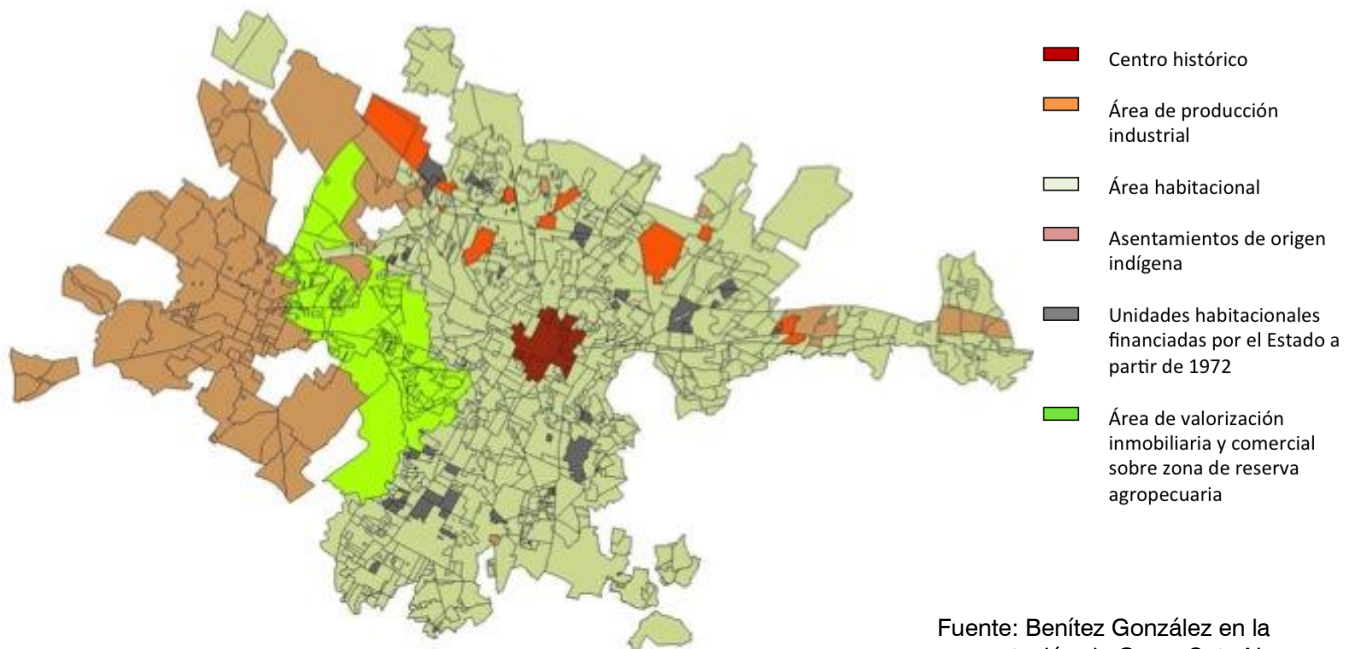 Centro histórico
Área de producción
industrial
Área habitacional
Asentamientos de origen
indígena
Unidades habitacionales
financiadas por el Estado a
partir de 1972
Área de valorización
inmobiliaria y comercial
sobre zona de reserva
agropecuaria
Fuente: Benítez González en la